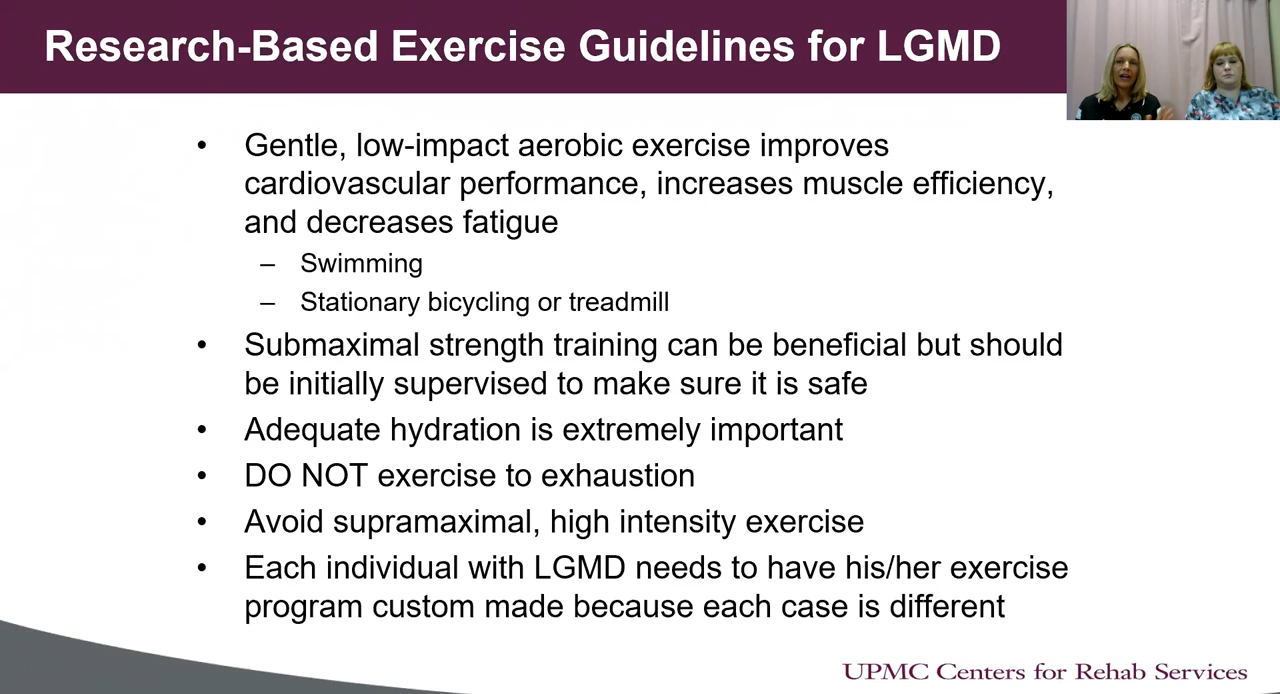 Research-Based Exercise Guidelines for LGMD
• Gentle, low-impact aerobic exercise improves
cardiovascular performance, increases muscle efficiency,
and decreases fatigue
– Swimming
– Stationary bicycling or treadmill
• Submaximal strength training can be beneficial but should
be initially supervised to make sure it is safe
• Adequate hydration is extremely important
• DO NOT exercise to exhaustion
• Avoid supramaximal, high intensity exercise
• Each individual with LGMD needs to have his/her exercise
program custom made because each case is different
UPMC Centers for Rehab Services